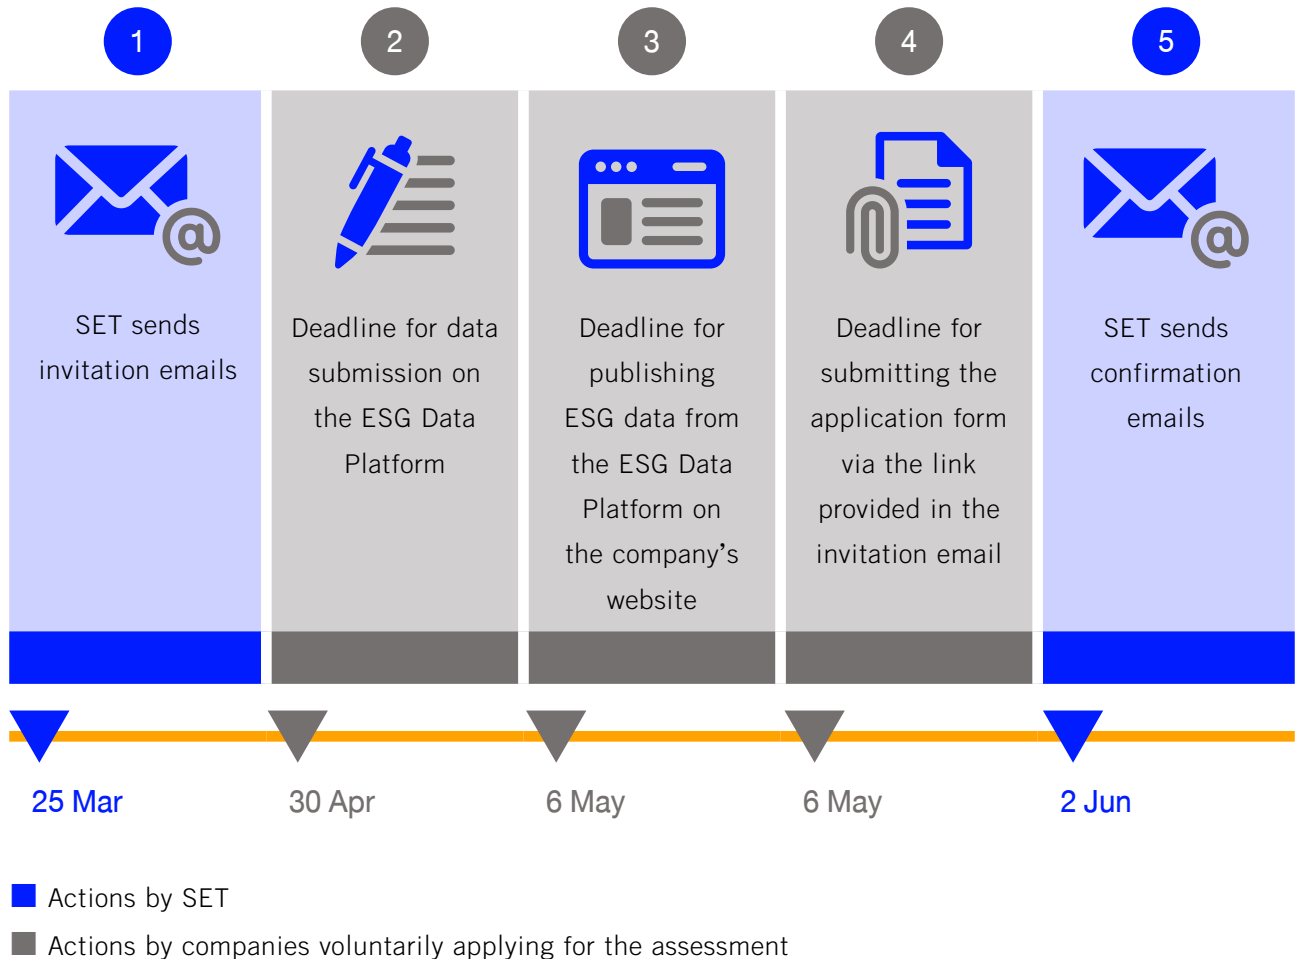 1
SET sends
invitation emails
2
Deadline for data
submission on
the ESG Data
Platform
3
Deadline for
publishing
ESG data from
the ESG Data
Platform on
the company's
website
4
Deadline for
submitting the
application form
via the link
provided in the
invitation email
5
SET sends
confirmation
emails
25 Mar
30 Apr
6 May
6 May
2 Jun
Actions by SET
Actions by companies voluntarily applying for the assessment